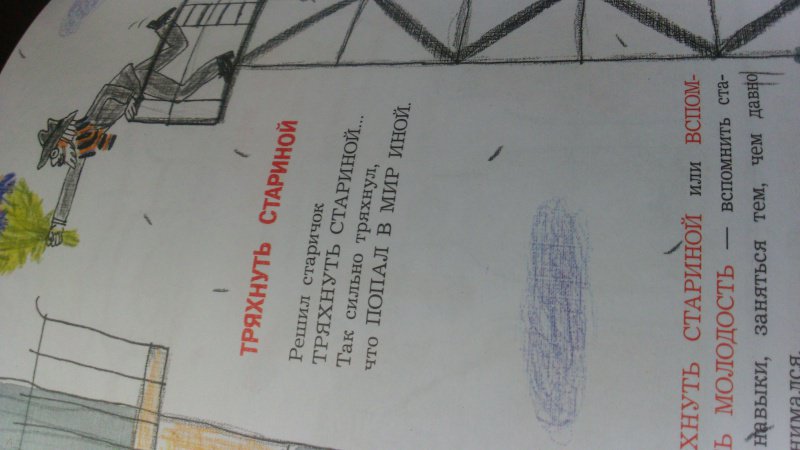 ТРЯХНУТЬ СТАРИНОЙ
Решил старичок
ТРЯХНУТЬ СТАРИНОЙ...
Так сильно тряхнул,
что ПОПАЛ В МИР ИНОЙ.
ХНУТЬ СТАРИНОЙ или ВСПОМ-
Ь МОЛОДОСТЬ — вспомнить ста-
навыки, заняться тем, чем давно
нимался.